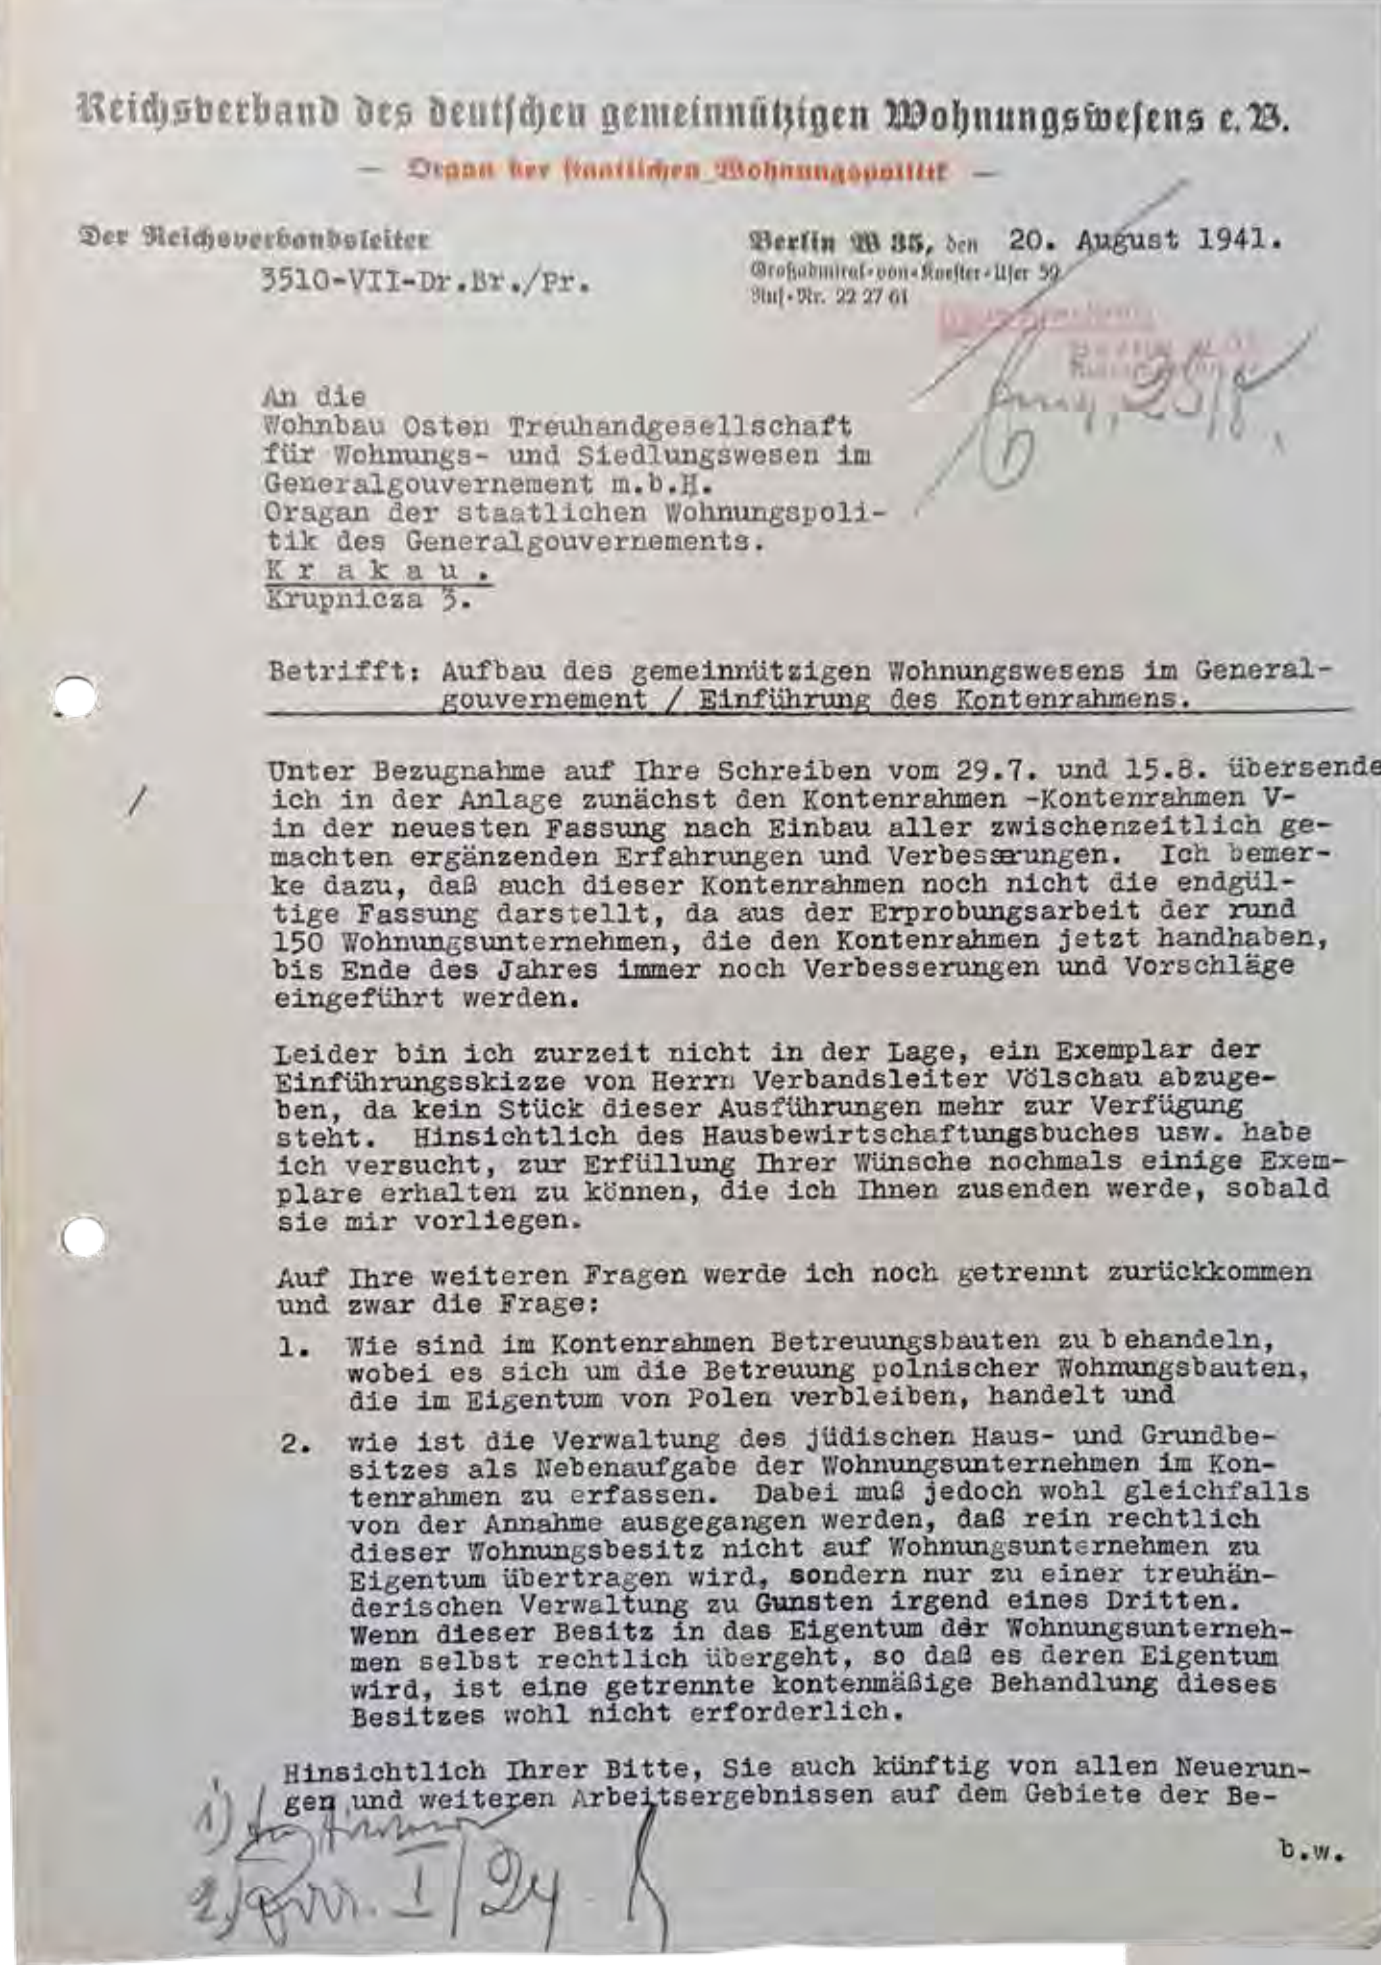 Reichsverband des deutschen gemeinnützigen Wohnungswesens e.V.
— Organ der staatlichen Wohnungspolitik —
Der Reichsverbandsleiter
3510-VII-Dr.Br./Pr.
Berlin W 35, den 20. August 1941.
Großadmiral-von-Koester-Ufer 59
Ruf-Nr. 22 27 61
An die
Wohnbau Osten Treuhandgesellschaft
für Wohnungs- und Siedlungswesen im
Generalgouvernement m.b.H.
Oragan der staatlichen Wohnungspoli-
tik des Generalgouvernements.
K r a k a u .
Krupnicza 3.
Betrifft: Aufbau des gemeinnützigen Wohnungswesens im General-
gouvernement / Einführung des Kontenrahmens.
Unter Bezugnahme auf Ihre Schreiben vom 29.7. und 15.8. übersende
/ ich in der Anlage zunächst den Kontenrahmen -Kontenrahmen V-
in der neuesten Fassung nach Einbau aller zwischenzeitlich ge-
machten ergänzenden Erfahrungen und Verbesserungen. Ich bemer-
ke dazu, daß auch dieser Kontenrahmen noch nicht die endgül-
tige Fassung darstellt, da aus der Erprobungsarbeit der rund
150 Wohnungsunternehmen, die den Kontenrahmen jetzt handhaben,
bis Ende des Jahres immer noch Verbesserungen und Vorschläge
eingeführt werden.
Leider bin ich zurzeit nicht in der Lage, ein Exemplar der
Einführungsskizze von Herrn Verbandsleiter Völschau abzuge-
ben, da kein Stück dieser Ausführungen mehr zur Verfügung
steht. Hinsichtlich des Hausbewirtschaftungsbuches usw. habe
ich versucht, zur Erfüllung Ihrer Wünsche nochmals einige Exem-
plare erhalten zu können, die ich Ihnen zusenden werde, sobald
sie mir vorliegen.
Auf Ihre weiteren Fragen werde ich noch getrennt zurückkommen
und zwar die Frage:
1. Wie sind im Kontenrahmen Betreuungsbauten zu behandeln,
wobei es sich um die Betreuung polnischer Wohnungsbauten,
die im Eigentum von Polen verbleiben, handelt und
2. wie ist die Verwaltung des jüdischen Haus- und Grundbe-
sitzes als Nebenaufgabe der Wohnungsunternehmen im Kon-
tenrahmen zu erfassen. Dabei muß jedoch wohl gleichfalls
von der Annahme ausgegangen werden, daß rein rechtlich
dieser Wohnungsbesitz nicht auf Wohnungsunternehmen zu
Eigentum übertragen wird, sondern nur zu einer treuhän-
derischen Verwaltung zu Gunsten irgend eines Dritten.
Wenn dieser Besitz in das Eigentum der Wohnungsunterneh-
men selbst rechtlich übergeht, so daß es deren Eigentum
wird, ist eine getrennte kontenmäßige Behandlung dieses
Besitzes wohl nicht erforderlich.
Hinsichtlich Ihrer Bitte, Sie auch künftig von allen Neuerun-
gen und weiteren Arbeitsergebnissen auf dem Gebiete der Be-
b.w.
1)
2) I/24